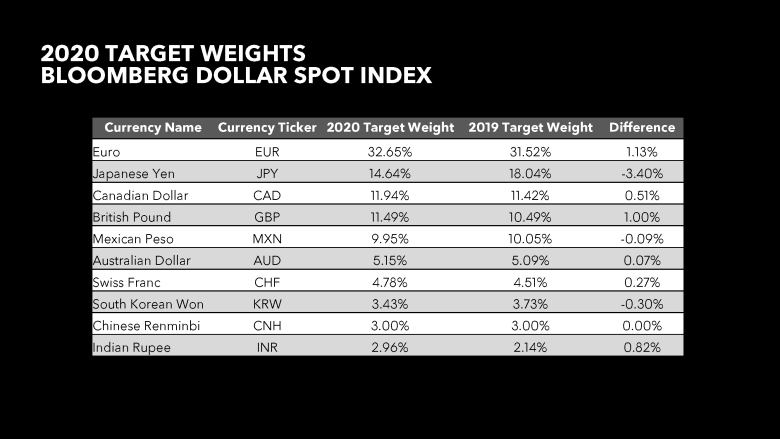 2020 TARGET WEIGHTS
BLOOMBERG DOLLAR SPOT INDEX
Currency Name Currency Ticker 2020 Target Weight 2019 Target Weight Difference
Euro EUR 32.65% 31.52% 1.13%
Japanese Yen JPY 14.64% 18.04% -3.40%
Canadian Dollar CAD 11.94% 11.42% 0.51%
British Pound GBP 11.49% 10.49% 1.00%
Mexican Peso MXN 9.95% 10.05% -0.09%
Australian Dollar AUD 5.15% 5.09% 0.07%
Swiss Franc CHF 4.78% 4.51% 0.27%
South Korean Won KRW 3.43% 3.73% -0.30%
Chinese Renminbi CNH 3.00% 3.00% 0.00%
Indian Rupee INR 2.96% 2.14% 0.82%